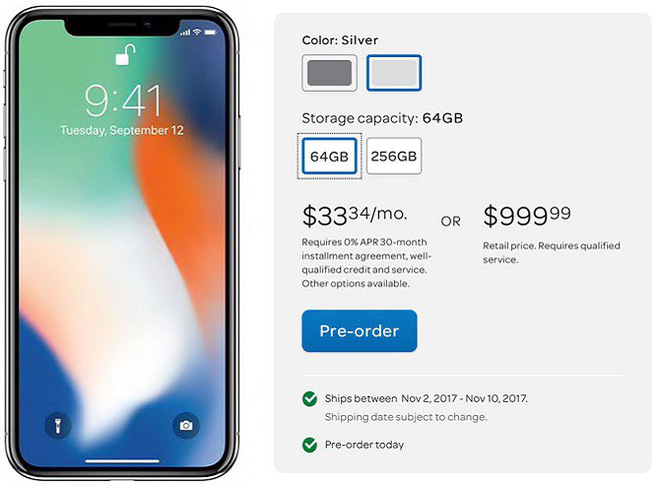 9:41
Tuesday, September 12
Color: Silver
Storage capacity: 64GB
64GB 256GB
$33 34/mo. OR $999 99
Requires 0% APR 30-month
installment agreement, well-
qualified credit and service.
Other options available.
Retail price. Requires qualified
service.
Pre-order
Ships between Nov 2, 2017 - Nov 10, 2017.
Shipping date subject to change.
Pre-order today